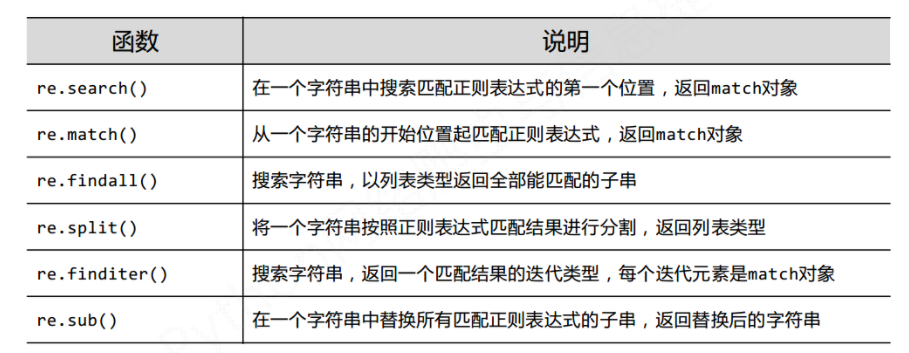 函数 说明
re.search() 在一个字符串中搜索匹配正则表达式的第一个位置，返回match对象
re.match() 从一个字符串的开始位置起匹配正则表达式，返回match对象
re.findall() 搜索字符串，以列表类型返回全部能匹配的子串
re.split() 将一个字符串按照正则表达式匹配结果进行分割，返回列表类型
re.finditer() 搜索字符串，返回一个匹配结果的迭代类型，每个迭代元素是match对象
re.sub() 在一个字符串中替换所有匹配正则表达式的子串，返回替换后的字符串